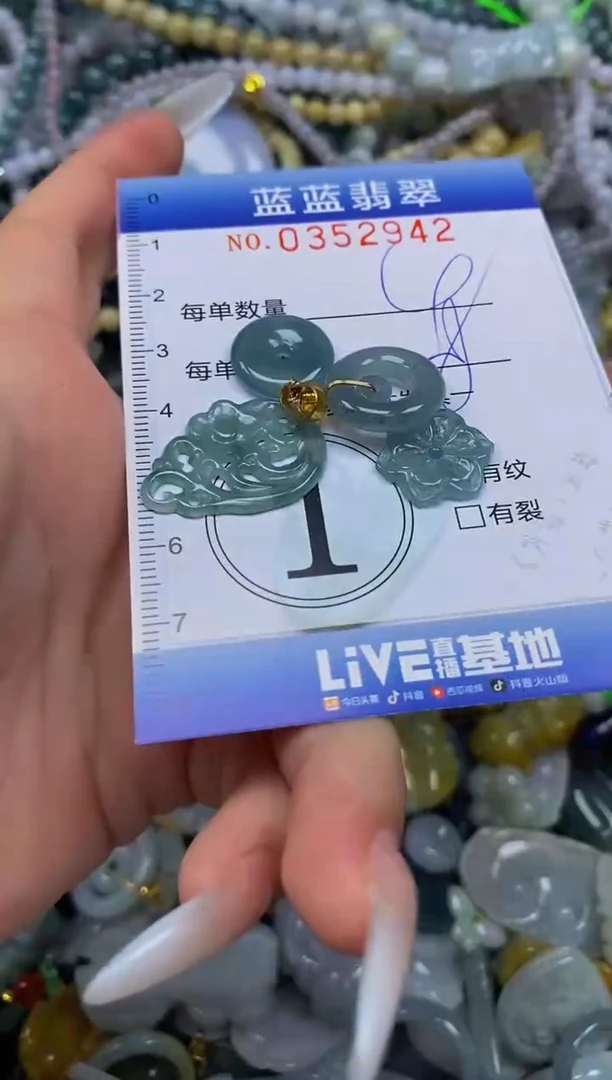 蓝蓝翡翠
NO.0352942
每单数量
每单
有纹
□有裂
1
LiVE直播基地
今日头条 抖音 西瓜视频 抖音火山版
0
1
2
3
4
6
7